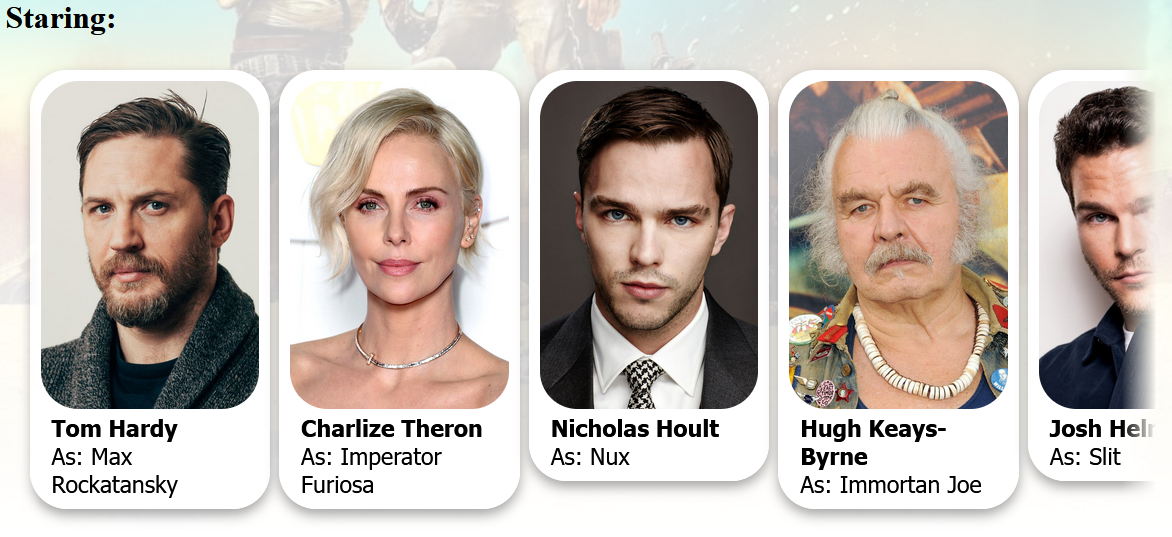 Staring:
Tom Hardy
As: Max
Rockatansky
Charlize Theron
As: Imperator
Furiosa
Nicholas Hoult
As: Nux
Hugh Keays-
Byrne
As: Immortan Joe
Josh
As: Slit